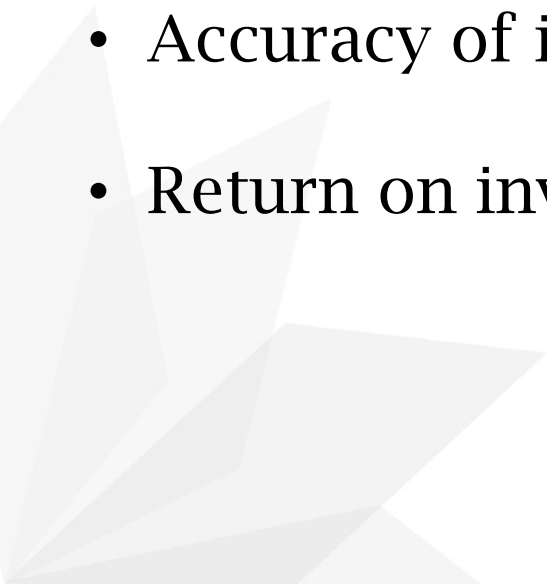 • Accuracy of i
• Return on inv